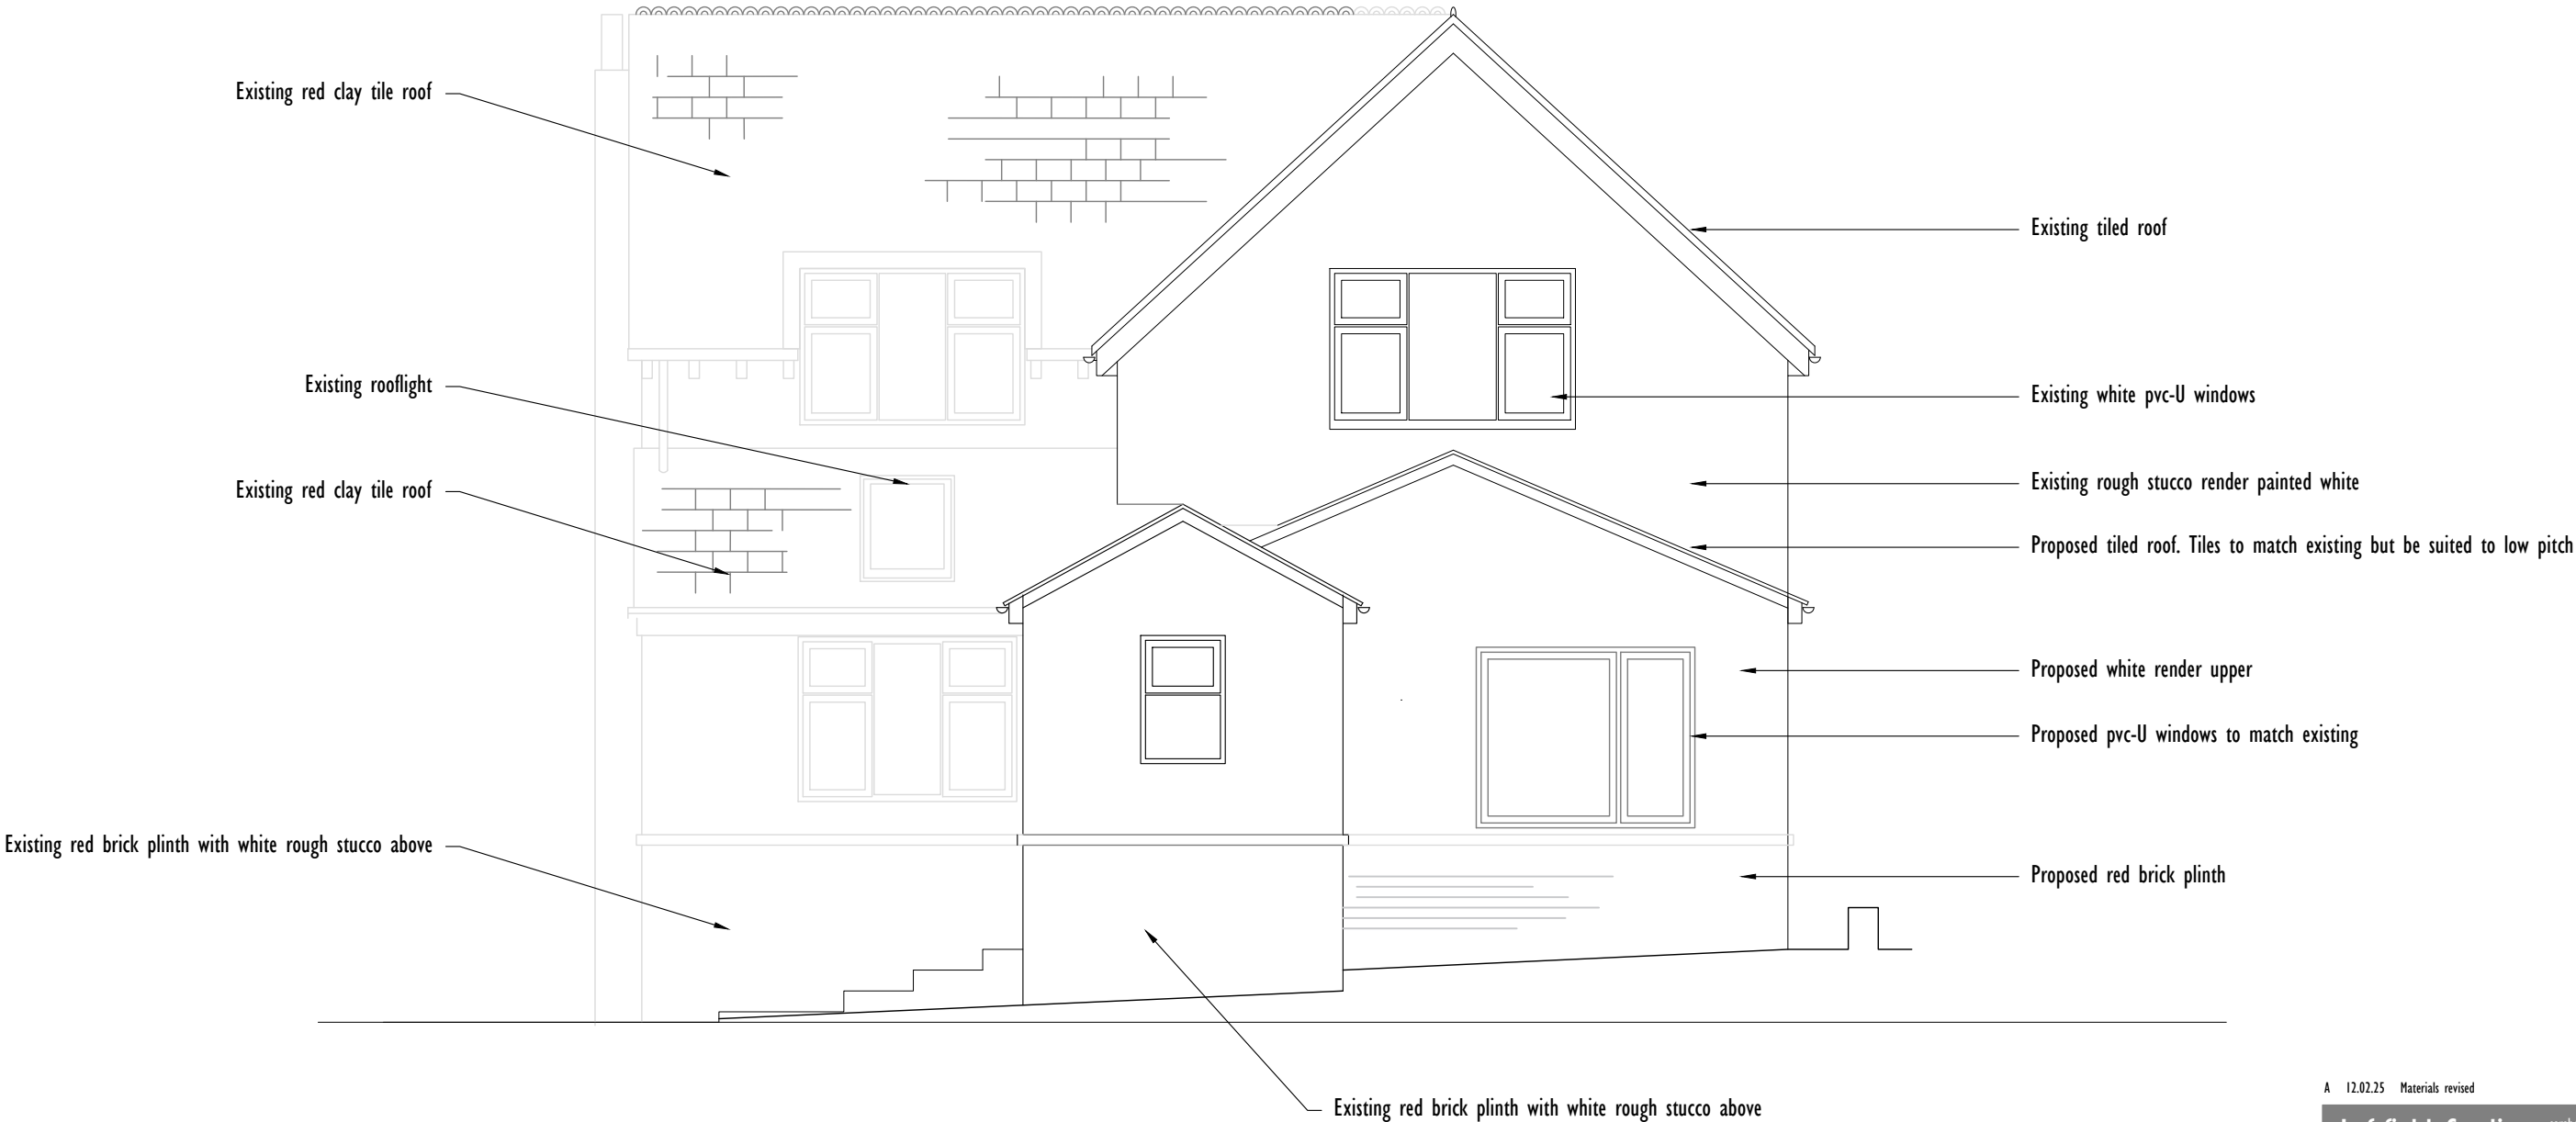 Existing red clay tile roof
Existing tiled roof
Existing rooflight
Existing white pvc-U windows
Existing red clay tile roof
Existing rough stucco render painted white
Proposed tiled roof. Tiles to match existing but be suited to low pitch
Proposed white render upper
Proposed pvc-U windows to match existing
Existing red brick plinth with white rough stucco above
Proposed red brick plinth
A 12.02.25 Materials revised
Existing red brick plinth with white rough stucco above